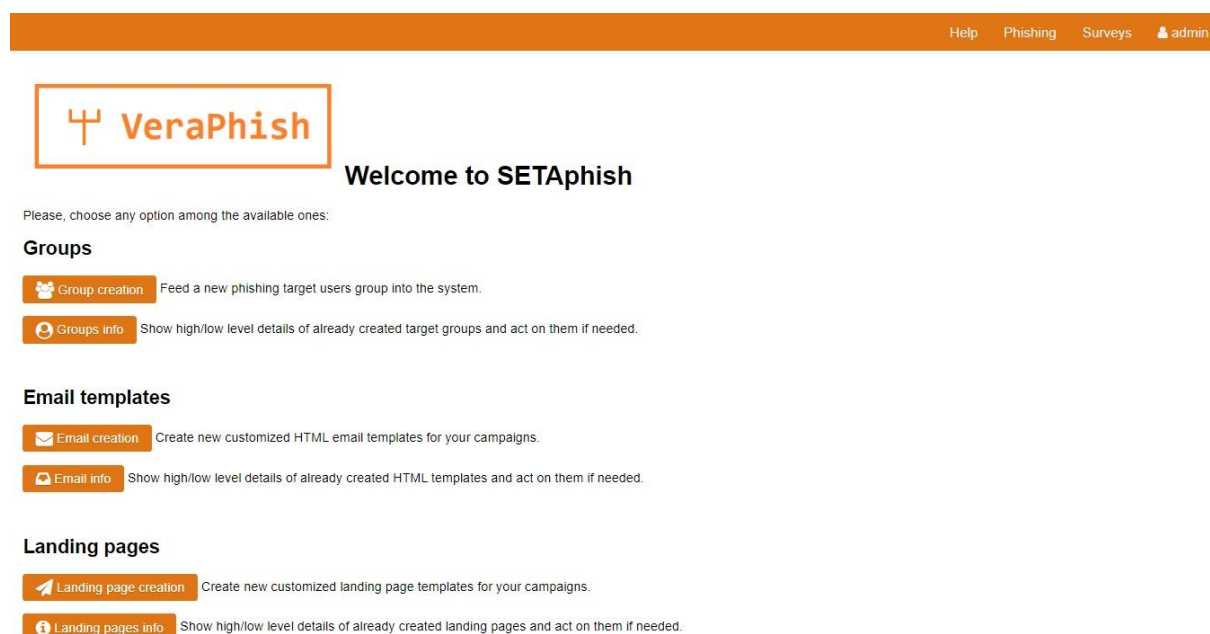 Help Phishing Surveys admin
VeraPhish
Welcome to SETAphish
Please, choose any option among the available ones:
Groups
Group creation Feed a new phishing target users group into the system.
Groups info Show high/low level details of already created target groups and act on them if needed.
Email templates
Email creation Create new customized HTML email templates for your campaigns.
Email info Show high/low level details of already created HTML templates and act on them if needed.
Landing pages
Landing page creation Create new customized landing page templates for your campaigns.
Landing pages info Show high/low level details of already created landing pages and act on them if needed.